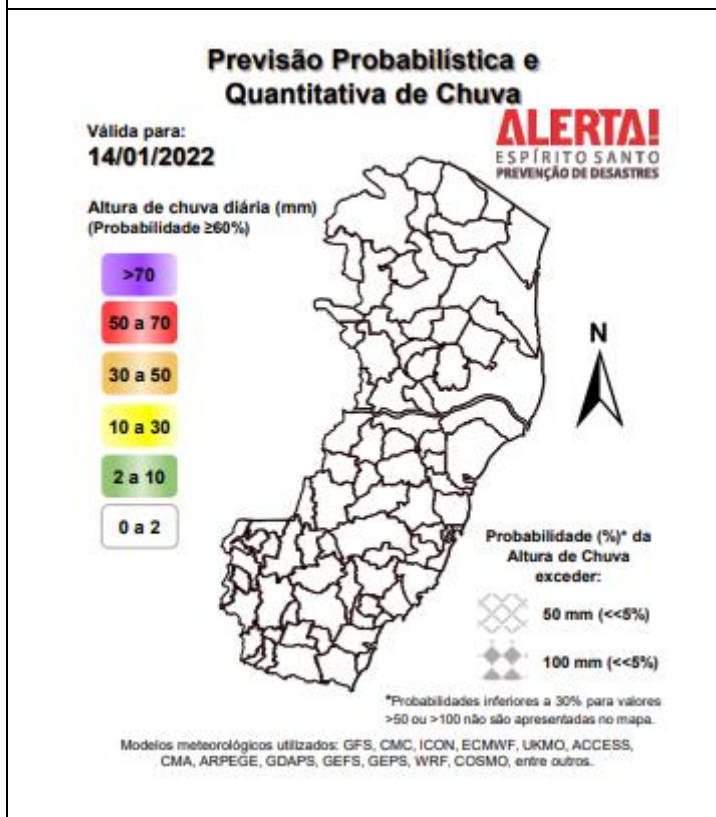 Previsão Probabilística e
Quantitativa de Chuva
Válida para:
14/01/2022
ALERTA!
ESPÍRITO SANTO
PREVENÇÃO DE DESASTRES
Altura de chuva diária (mm)
(Probabilidade ≥60%)
>70
50 a 70
30 a 50
10 a 30
2 a 10
0 a 2
N
Probabilidade (%)* da
Altura de Chuva
exceder:
50 mm (<<5%)
100 mm (<<5%)
*Probabilidades inferiores a 30% para valores
>50 ou >100 não são apresentadas no mapa.
Modelos meteorológicos utilizados: GFS, CMC, ICON, ECMWF, UKMO, ACCESS,
CMA, ARPEGE, GDAPS, GEFS, GEPS, WRF, COSMO, entre outros.